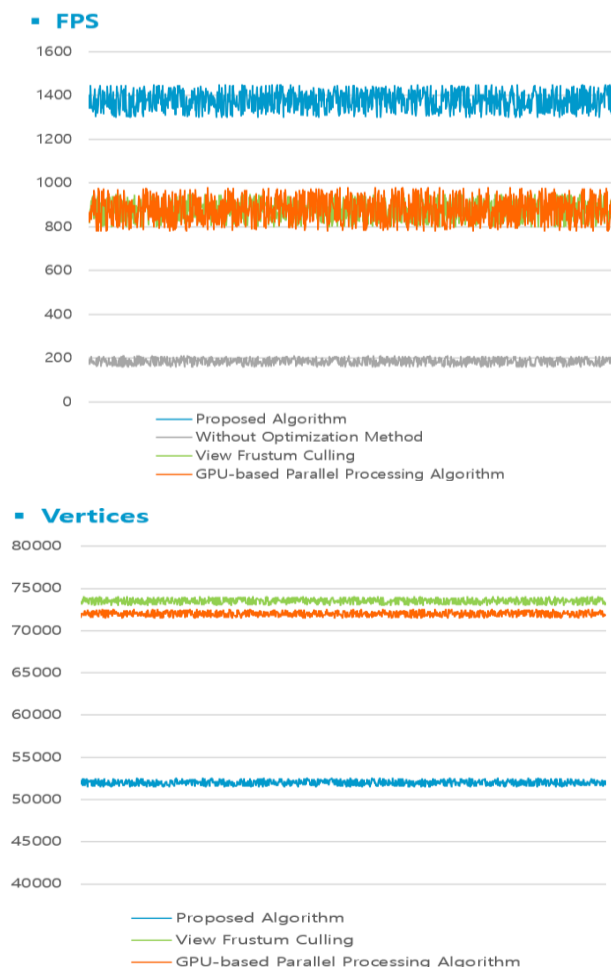 ▪ FPS
1600
1400
1200
1000
800
600
400
200
0
Proposed Algorithm
Without Optimization Method
View Frustum Culling
GPU-based Parallel Processing Algorithm
▪ Vertices
80000
75000
70000
65000
60000
55000
50000
45000
40000
Proposed Algorithm
View Frustum Culling
GPU-based Parallel Processing Algorithm